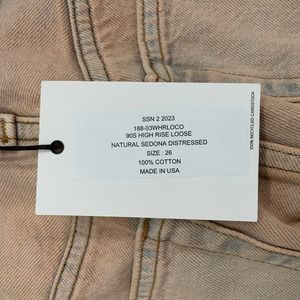 SSN 2 2023
188-03WHRLOCO
90S HIGH RISE LOOSE
NATURAL SEDONA DISTRESSED
SIZE : 26
100% COTTON
MADE IN USA
100% RECYCLED CARDSTOCK